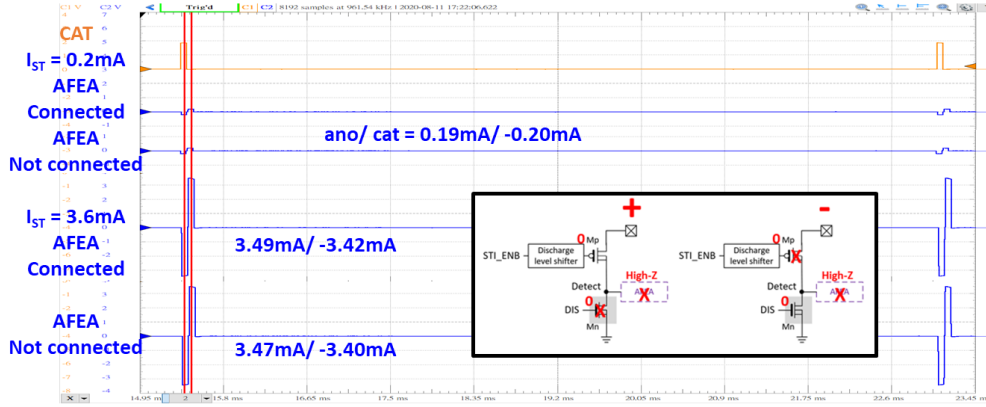 C1 V C2 V Trig'd C1 C2 8192 samples at 961.54 kHz | 2020-08-11 17:22:06.622
CAT
IST = 0.2mA
AFEA
Connected
AFEA
Not connected
ano/ cat = 0.19mA/ -0.20mA
IST = 3.6mA
AFEA
Connected
3.49mA/ -3.42mA
AFEA
Not connected
3.47mA/ -3.40mA
+
0 Mp
STI_ENB
Discharge
level shifter
High-Z
Detect
X
0
DIS
X
Mn
-
0 Mp
STI_ENB
Discharge
level shifter
X
High-Z
Detect
X
0
DIS
Mn
X 14.95 ms 2 15.8 ms 16.65 ms 17.5 ms 18.35 ms 19.2 ms 20.05 ms 20.9 ms 21.75 ms 22.6 ms 23.45 ms